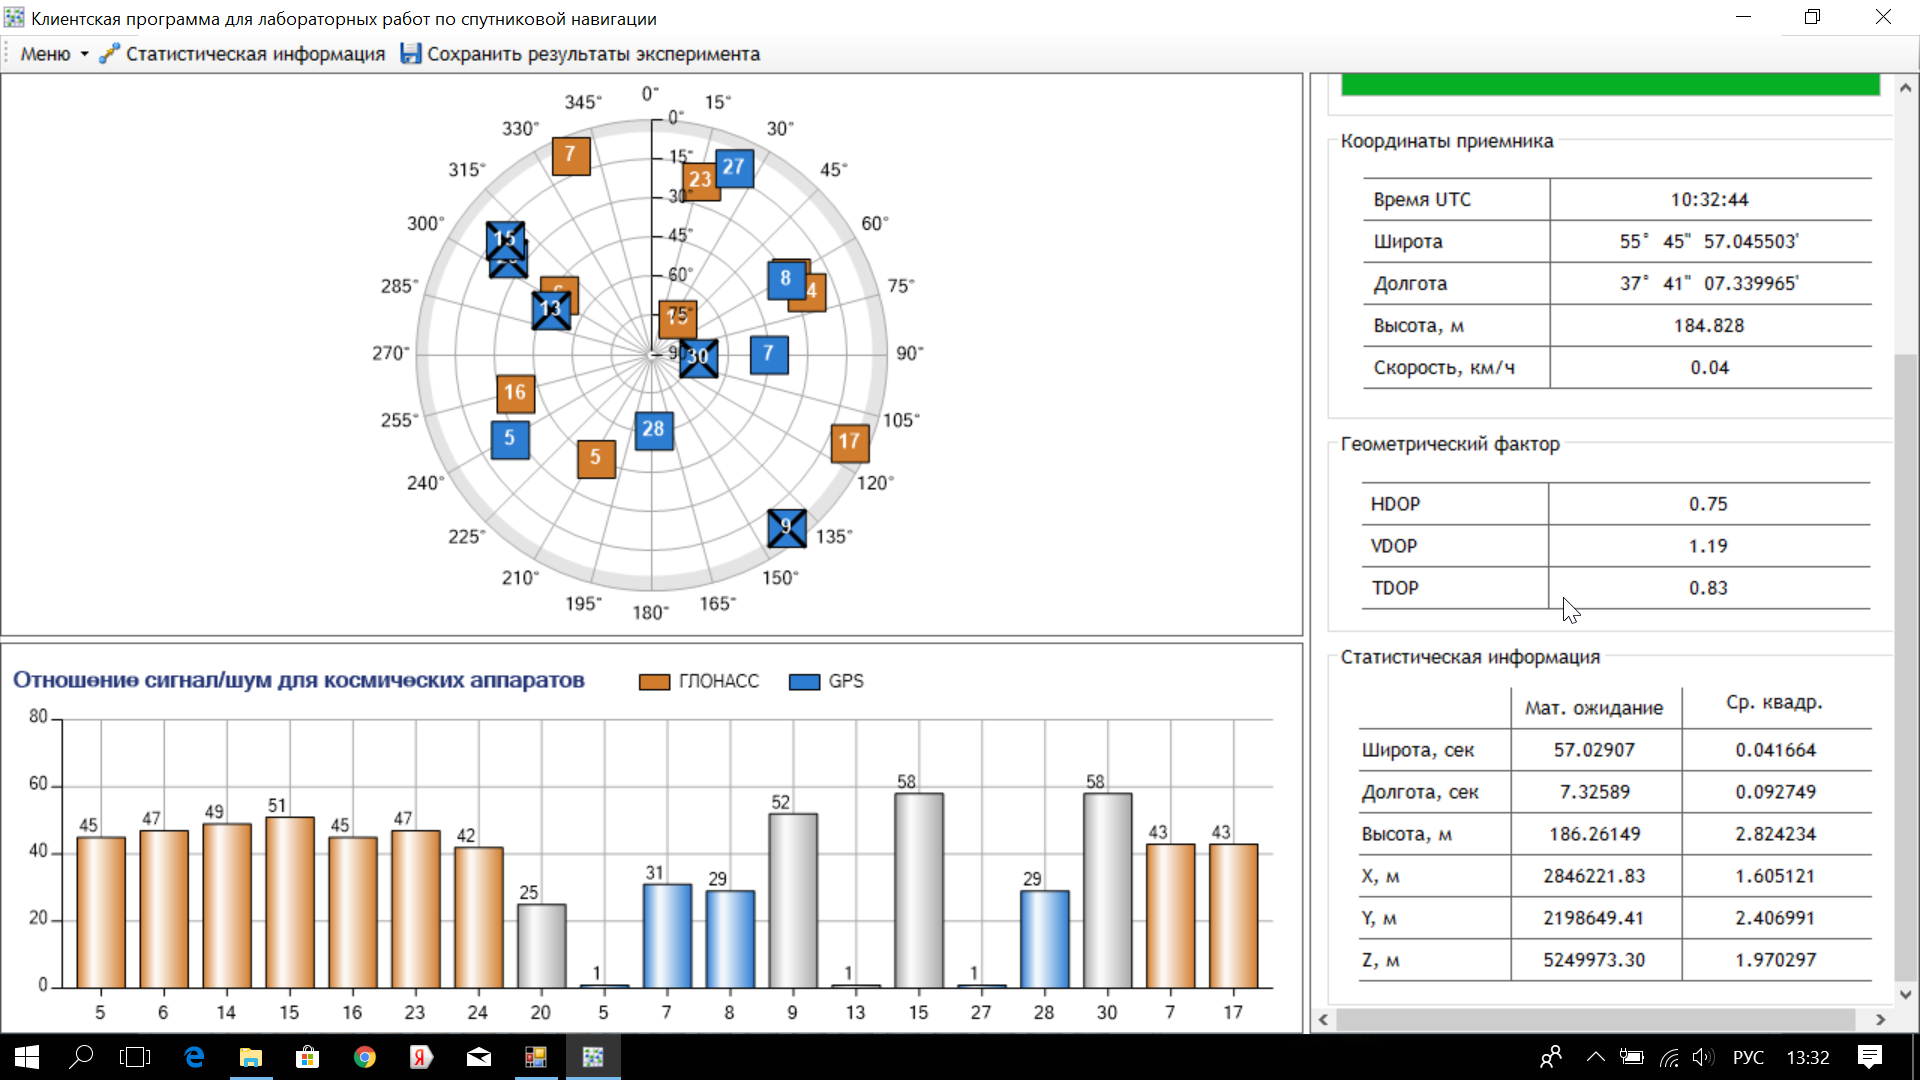 Клиентская программа для лабораторных работ по спутниковой навигации
Меню Статистическая информация Сохранить результаты эксперимента
0°
345° 15°
330° 30°
315° 45°
300° 60°
285° 75°
270° 90°
255° 105°
240° 120°
225° 135°
210° 150°
195° 165°
180°
0°
15°
30°
45°
60°
75°
90°
7
23
27
15
13
8
4
15
30
7
16
5
28
5
17
9
Координаты приемника
Время UTC 10:32:44
Широта 55° 45" 57.045503'
Долгота 37° 41" 07.339965'
Высота, м 184.828
Скорость, км/ч 0.04
Геометрический фактор
HDOP 0.75
VDOP 1.19
TDOP 0.83
Статистическая информация
Мат. ожидание Ср. квадр.
Широта, сек 57.02907 0.041664
Долгота, сек 7.32589 0.092749
Высота, м 186.26149 2.824234
X, м 2846221.83 1.605121
Y, м 2198649.41 2.406991
Z, м 5249973.30 1.970297
Отношение сигнал/шум для космических аппаратов ГЛОНАСС GPS
80
60
40
20
0
45 47 49 51 45 47 42 25 1 31 29 52 1 58 1 29 58 43 43
5 6 14 15 16 23 24 20 5 7 8 9 13 15 27 28 30 7 17
РУС 13:32